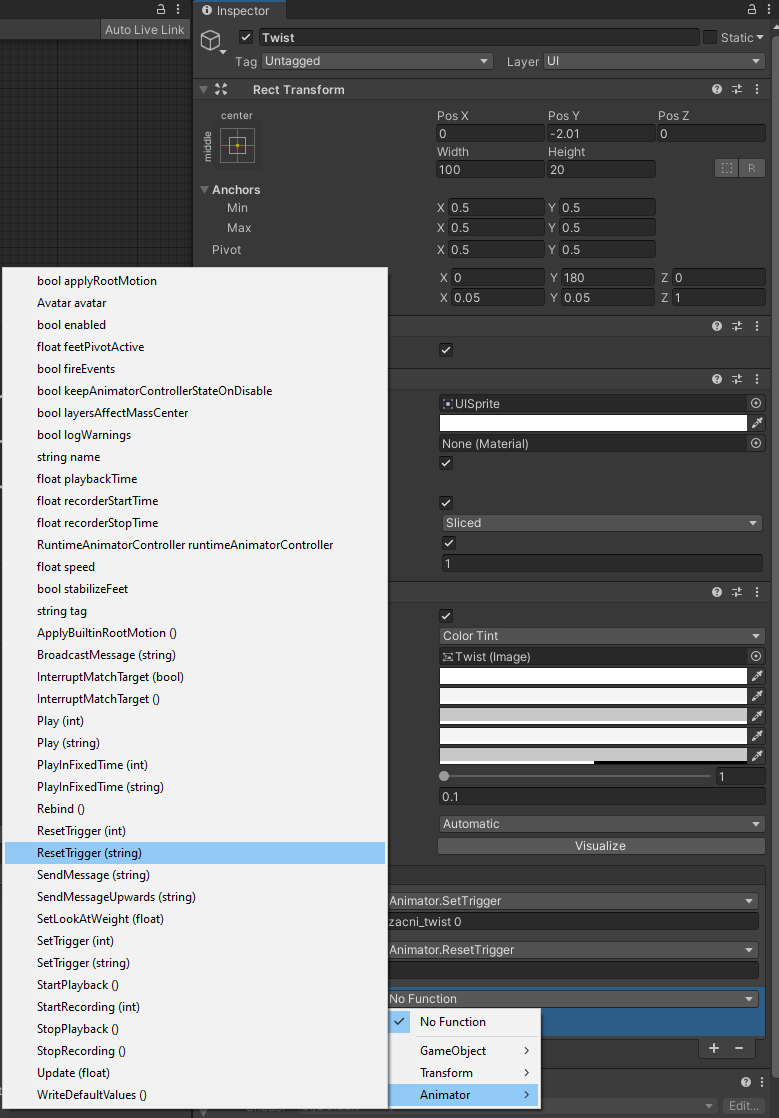 Inspector
Auto Live Link
Twist
Static
Tag Untagged Layer UI
Rect Transform
center
middle
Pos X Pos Y Pos Z
0 -2.01 0
Width Height
100 20
R
Anchors
Min X 0.5 Y 0.5
Max X 0.5 Y 0.5
Pivot X 0.5 Y 0.5
X 0 Y 180 Z 0
X 0.05 Y 0.05 Z 1
UISprite
None (Material)
Sliced
1
Color Tint
Twist (Image)
1
0.1
Automatic
Visualize
Animator.SetTrigger
zacni_twist 0
Animator.ResetTrigger
No Function
No Function
GameObject
Transform
Animator
Edit...
bool applyRootMotion
Avatar avatar
bool enabled
float feetPivotActive
bool fireEvents
bool keepAnimatorControllerStateOnDisable
bool layersAffectMassCenter
bool logWarnings
string name
float playbackTime
float recorderStartTime
float recorderStopTime
RuntimeAnimatorController runtimeAnimatorController
float speed
bool stabilizeFeet
string tag
ApplyBuiltinRootMotion ()
BroadcastMessage (string)
InterruptMatchTarget (bool)
InterruptMatchTarget ()
Play (int)
Play (string)
PlayInFixedTime (int)
PlayInFixedTime (string)
Rebind ()
ResetTrigger (int)
ResetTrigger (string)
SendMessage (string)
SendMessageUpwards (string)
SetLookAtWeight (float)
SetTrigger (int)
SetTrigger (string)
StartPlayback ()
StartRecording (int)
StopPlayback ()
StopRecording ()
Update (float)
WriteDefaultValues ()